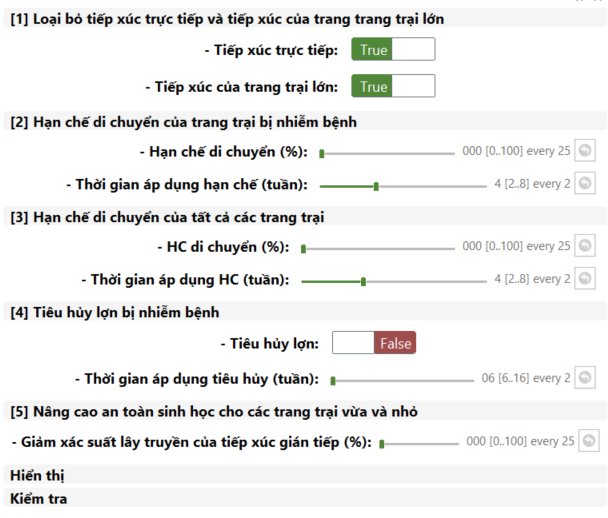 [1] Loại bỏ tiếp xúc trực tiếp và tiếp xúc của trang trang trại lớn
- Tiếp xúc trực tiếp: True
- Tiếp xúc của trang trại lớn: True
[2] Hạn chế di chuyển của trang trại bị nhiễm bệnh
- Hạn chế di chuyển (%): 000 [0..100] every 25
- Thời gian áp dụng hạn chế (tuần): 4 [2..8] every 2
[3] Hạn chế di chuyển của tất cả các trang trại
- HC di chuyển (%): 000 [0..100] every 25
- Thời gian áp dụng HC (tuần): 4 [2..8] every 2
[4] Tiêu hủy lợn bị nhiễm bệnh
- Tiêu hủy lợn: False
- Thời gian áp dụng tiêu hủy (tuần): 06 [6..16] every 2
[5] Nâng cao an toàn sinh học cho các trang trại vừa và nhỏ
- Giảm xác suất lây truyền của tiếp xúc gián tiếp (%): 000 [0..100] every 25
Hiển thị
Kiểm tra